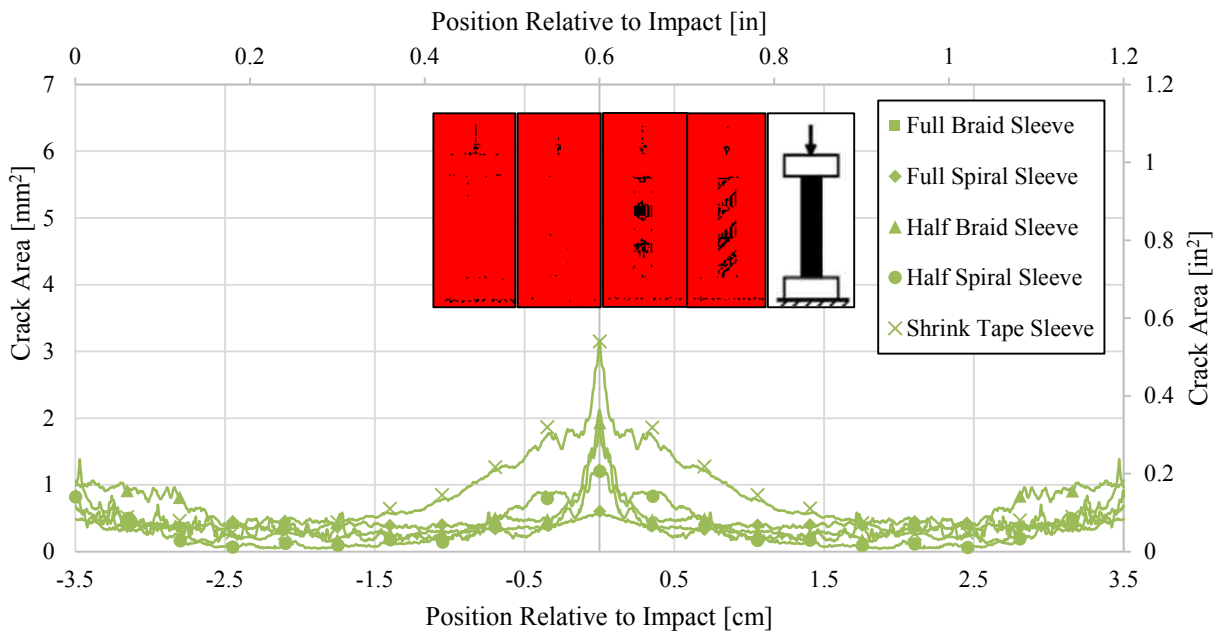 Position Relative to Impact [in]
0 0.2 0.4 0.6 0.8 1 1.2
7 1.2
6 1
5 0.8
4 0.6
3 0.4
2 0.2
1 0
0
Crack Area [mm²]
Crack Area [in²]
Full Braid Sleeve
Full Spiral Sleeve
Half Braid Sleeve
Half Spiral Sleeve
Shrink Tape Sleeve
-3.5 -2.5 -1.5 -0.5 0.5 1.5 2.5 3.5
Position Relative to Impact [cm]